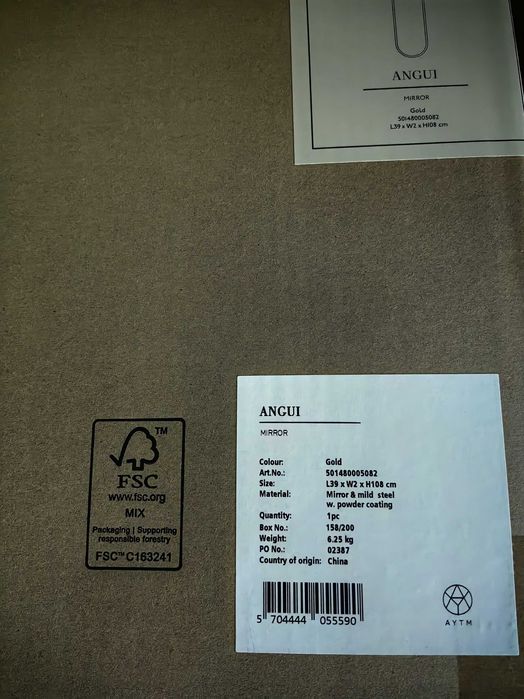 ANGUI
MIRROR
Gold
501480005082
L39 x W2 x H108 cm
TM
FSC
www.fsc.org
MIX
Packaging | Supporting
responsible forestry
FSC™ C163241
ANGUI
MIRROR
Colour: Gold
Art.No.: 501480005082
Size: L39 x W2 x H108 cm
Material: Mirror & mild steel
w. powder coating
Quantity: 1pc
Box No.: 158/200
Weight: 6.25 kg
PO No.: 02387
Country of origin: China
5 704444 055590
AYTM